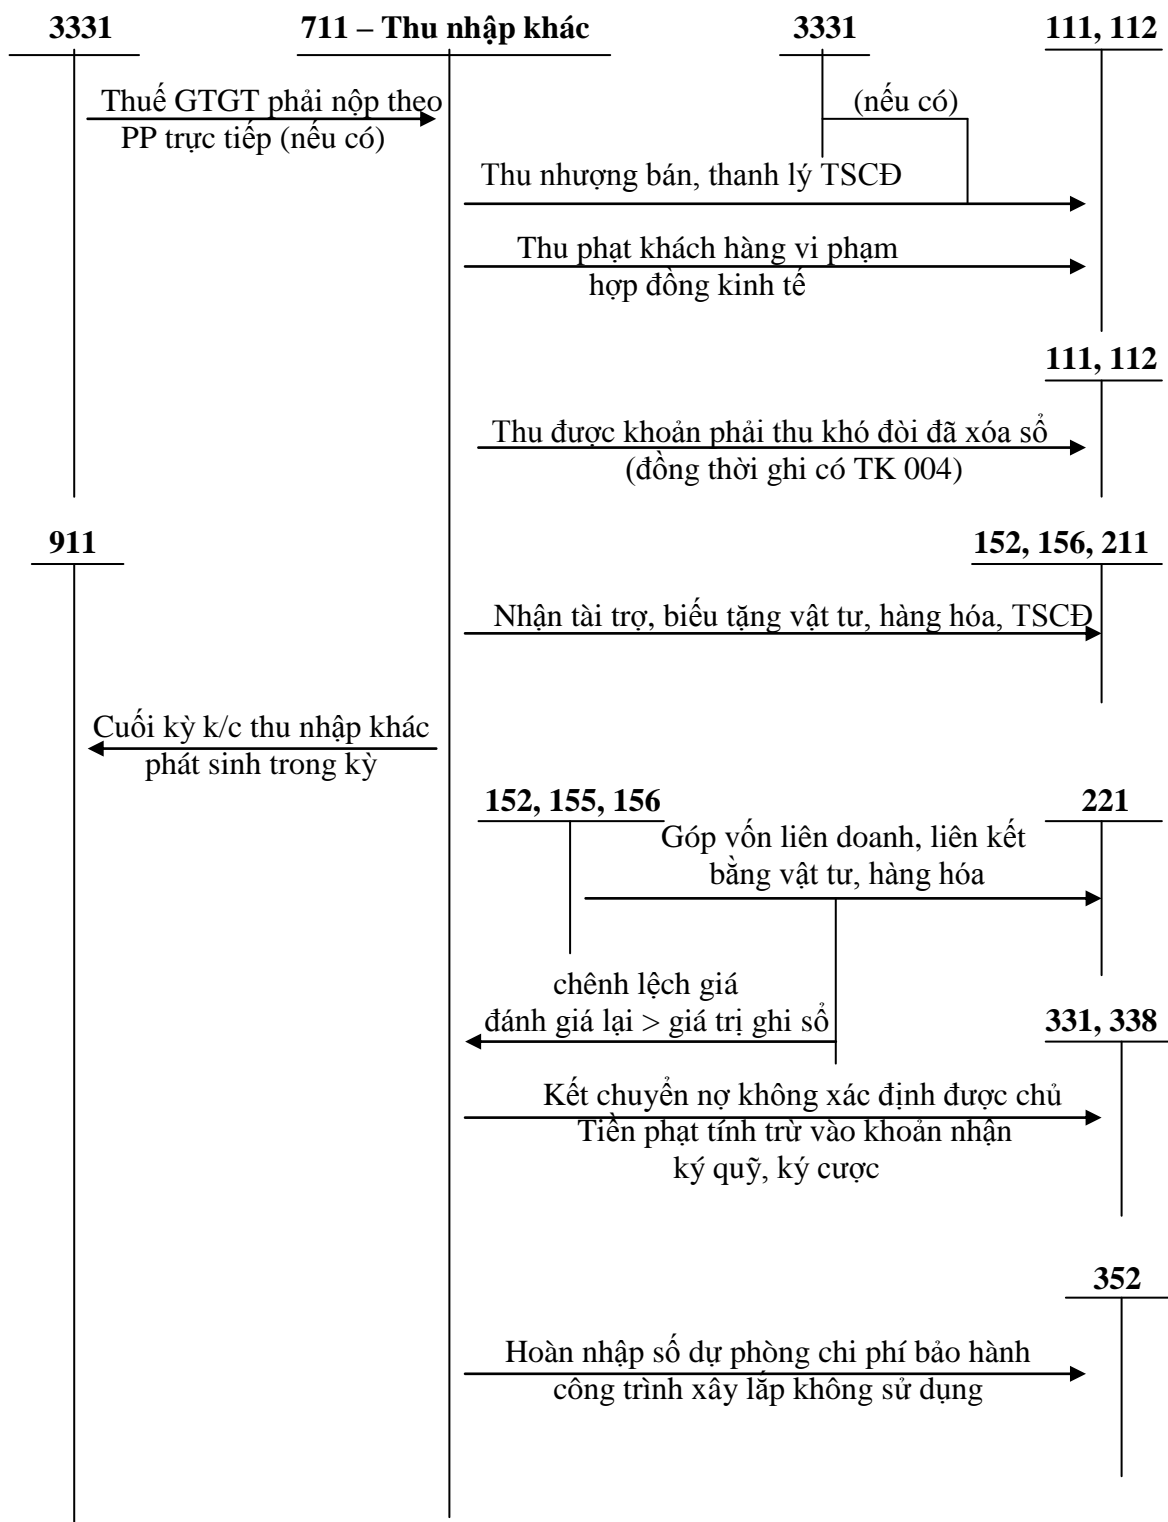 3331
711 – Thu nhập khác
3331
111, 112
Thuế GTGT phải nộp theo
PP trực tiếp (nếu có)
(nếu có)
Thu nhượng bán, thanh lý TSCĐ
Thu phạt khách hàng vi phạm
hợp đồng kinh tế
111, 112
Thu được khoản phải thu khó đòi đã xóa sổ
(đồng thời ghi có TK 004)
911
152, 156, 211
Nhận tài trợ, biếu tặng vật tư, hàng hóa, TSCĐ
Cuối kỳ k/c thu nhập khác
phát sinh trong kỳ
152, 155, 156
221
Góp vốn liên doanh, liên kết
bằng vật tư, hàng hóa
chênh lệch giá
đánh giá lại > giá trị ghi sổ
331, 338
Kết chuyển nợ không xác định được chủ
Tiền phạt tính trừ vào khoản nhận
ký quỹ, ký cược
352
Hoàn nhập số dự phòng chi phí bảo hành
công trình xây lắp không sử dụng